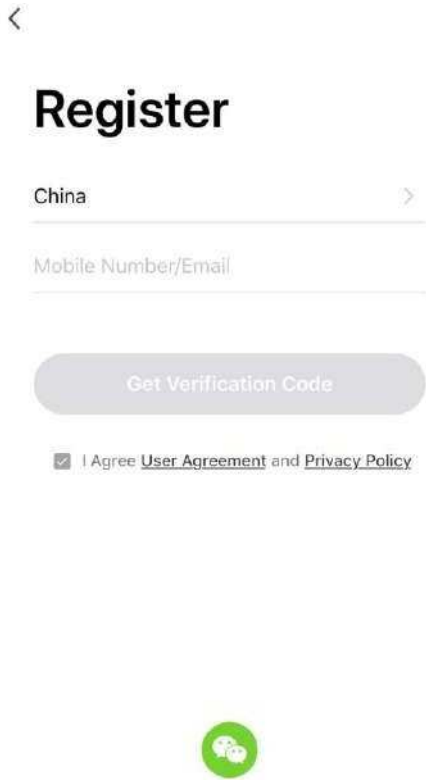 Register
China
Mobile Number/Email
Get Verification Code
I Agree User Agreement and Privacy Policy